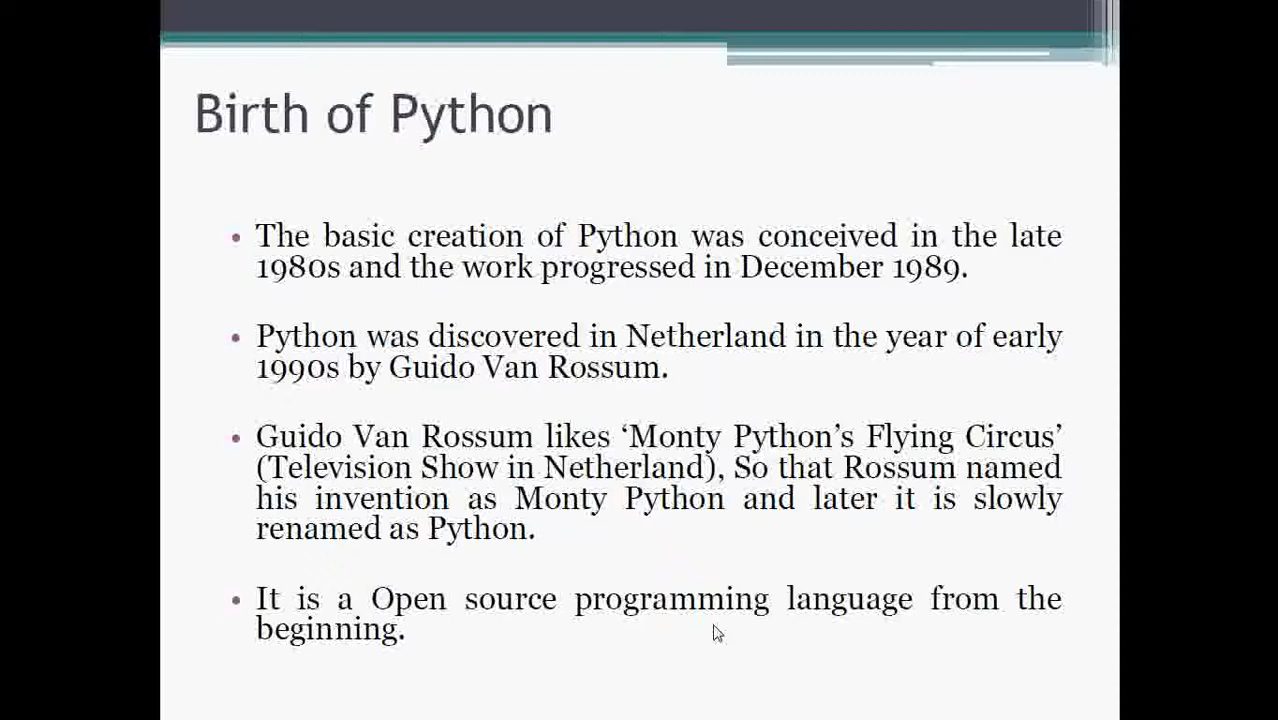 Birth of Python
• The basic creation of Python was conceived in the late
1980s and the work progressed in December 1989.
• Python was discovered in Netherland in the year of early
1990s by Guido Van Rossum.
• Guido Van Rossum likes ‘Monty Python’s Flying Circus’
(Television Show in Netherland), So that Rossum named
his invention as Monty Python and later it is slowly
renamed as Python.
• It is a Open source programming language from the
beginning.